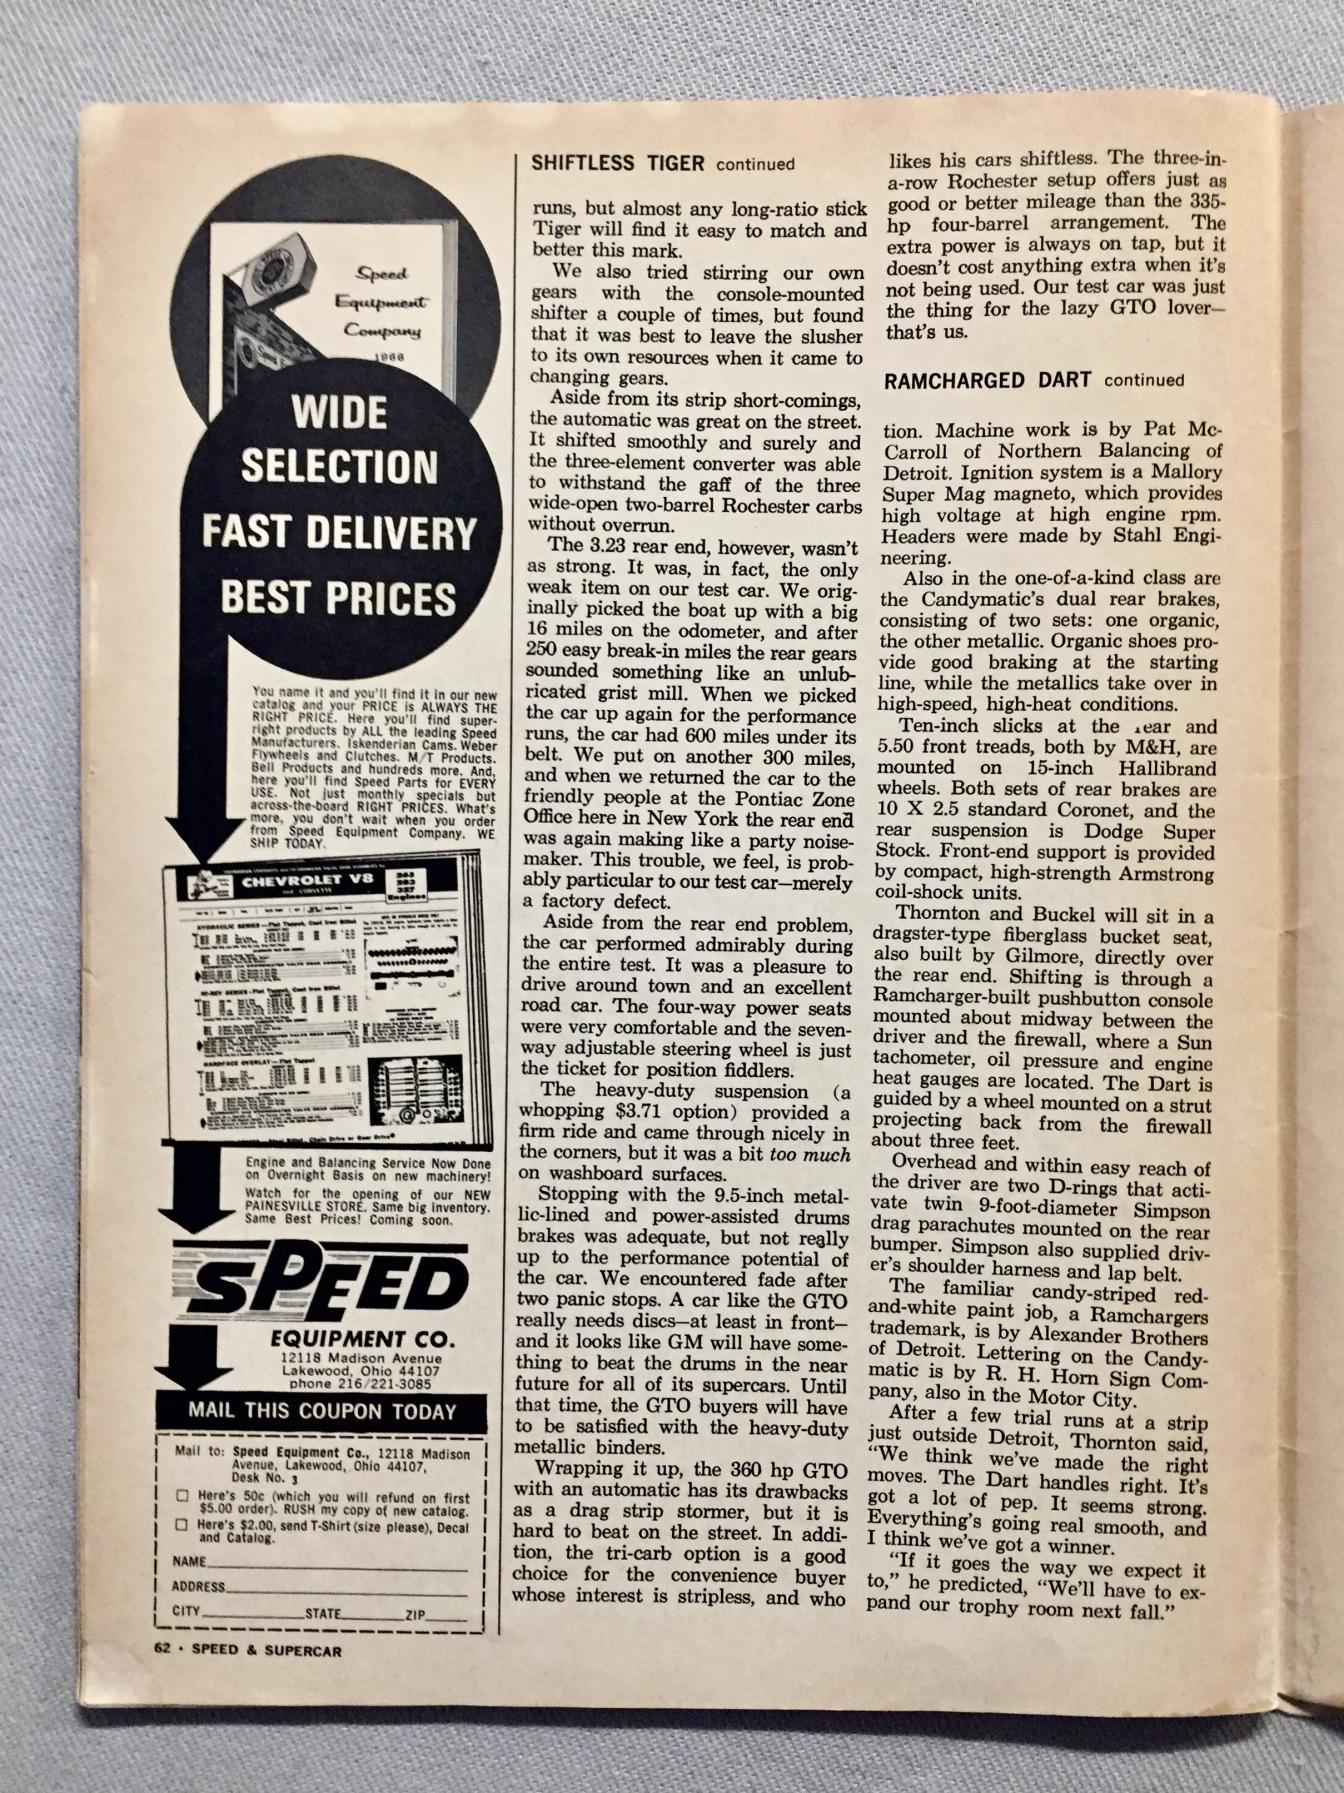 Speed
Equipment
Company
1966
WIDE
SELECTION
FAST DELIVERY
BEST PRICES
You name it and you'll find it in our new
catalog and your PRICE is ALWAYS THE
RIGHT PRICE. Here you'll find super-
right products by ALL the leading Speed
Manufacturers. Iskenderian Cams. Weber
Flywheels and Clutches. M/T Products.
Bell Products and hundreds more. And,
here you'll find Speed Parts for EVERY
USE. Not just monthly specials but
across-the-board RIGHT PRICES. What's
more, you don't wait when you order
from Speed Equipment Company. WE
SHIP TODAY.
CHEVROLET V8
and CORVETTE
265
283
327
Engines
HYDRAULIC SERIES—Flat Tappet, Cast Iron Billet
HI-REV SERIES—Flat Tappet, Cast Iron Billet
HARDFACE OVERLAY—Flat Tappet
Engine and Balancing Service Now Done
on Overnight Basis on new machinery!
Watch for the opening of our NEW
PAINESVILLE STORE. Same big inventory.
Same Best Prices! Coming soon.
SPEED
EQUIPMENT CO.
12118 Madison Avenue
Lakewood, Ohio 44107
phone 216/221-3085
MAIL THIS COUPON TODAY
Mail to: Speed Equipment Co., 12118 Madison
Avenue, Lakewood, Ohio 44107,
Desk No. 3
Here's 50c (which you will refund on first
$5.00 order). RUSH my copy of new catalog.
Here's $2.00, send T-Shirt (size please), Decal
and Catalog.
NAME
ADDRESS
CITY STATE ZIP
62 • SPEED & SUPERCAR
SHIFTLESS TIGER continued
runs, but almost any long-ratio stick
Tiger will find it easy to match and
better this mark.
We also tried stirring our own
gears with the console-mounted
shifter a couple of times, but found
that it was best to leave the slusher
to its own resources when it came to
changing gears.
Aside from its strip short-comings,
the automatic was great on the street.
It shifted smoothly and surely and
the three-element converter was able
to withstand the gaff of the three
wide-open two-barrel Rochester carbs
without overrun.
The 3.23 rear end, however, wasn't
as strong. It was, in fact, the only
weak item on our test car. We orig-
inally picked the boat up with a big
16 miles on the odometer, and after
250 easy break-in miles the rear gears
sounded something like an unlub-
ricated grist mill. When we picked
the car up again for the performance
runs, the car had 600 miles under its
belt. We put on another 300 miles,
and when we returned the car to the
friendly people at the Pontiac Zone
Office here in New York the rear end
was again making like a party noise-
maker. This trouble, we feel, is prob-
ably particular to our test car—merely
a factory defect.
Aside from the rear end problem,
the car performed admirably during
the entire test. It was a pleasure to
drive around town and an excellent
road car. The four-way power seats
were very comfortable and the seven-
way adjustable steering wheel is just
the ticket for position fiddlers.
The heavy-duty suspension (a
whopping $3.71 option) provided a
firm ride and came through nicely in
the corners, but it was a bit too much
on washboard surfaces.
Stopping with the 9.5-inch metal-
lic-lined and power-assisted drums
brakes was adequate, but not really
up to the performance potential of
the car. We encountered fade after
two panic stops. A car like the GTO
really needs discs—at least in front—
and it looks like GM will have some-
thing to beat the drums in the near
future for all of its supercars. Until
that time, the GTO buyers will have
to be satisfied with the heavy-duty
metallic binders.
Wrapping it up, the 360 hp GTO
with an automatic has its drawbacks
as a drag strip stormer, but it is
hard to beat on the street. In addi-
tion, the tri-carb option is a good
choice for the convenience buyer
whose interest is stripless, and who
likes his cars shiftless. The three-in-
a-row Rochester setup offers just as
good or better mileage than the 335-
hp four-barrel arrangement. The
extra power is always on tap, but it
doesn't cost anything extra when it's
not being used. Our test car was just
the thing for the lazy GTO lover—
that's us.
RAMCHARGED DART continued
tion. Machine work is by Pat Mc-
Carroll of Northern Balancing of
Detroit. Ignition system is a Mallory
Super Mag magneto, which provides
high voltage at high engine rpm.
Headers were made by Stahl Engi-
neering.
Also in the one-of-a-kind class are
the Candymatic's dual rear brakes,
consisting of two sets: one organic,
the other metallic. Organic shoes pro-
vide good braking at the starting
line, while the metallics take over in
high-speed, high-heat conditions.
Ten-inch slicks at the rear and
5.50 front treads, both by M&H, are
mounted on 15-inch Hallibrand
wheels. Both sets of rear brakes are
10 X 2.5 standard Coronet, and the
rear suspension is Dodge Super
Stock. Front-end support is provided
by compact, high-strength Armstrong
coil-shock units.
Thornton and Buckel will sit in a
dragster-type fiberglass bucket seat,
also built by Gilmore, directly over
the rear end. Shifting is through a
Ramcharger-built pushbutton console
mounted about midway between the
driver and the firewall, where a Sun
tachometer, oil pressure and engine
heat gauges are located. The Dart is
guided by a wheel mounted on a strut
projecting back from the firewall
about three feet.
Overhead and within easy reach of
the driver are two D-rings that acti-
vate twin 9-foot-diameter Simpson
drag parachutes mounted on the rear
bumper. Simpson also supplied driv-
er's shoulder harness and lap belt.
The familiar candy-striped red-
and-white paint job, a Ramchargers
trademark, is by Alexander Brothers
of Detroit. Lettering on the Candy-
matic is by R. H. Horn Sign Com-
pany, also in the Motor City.
After a few trial runs at a strip
just outside Detroit, Thornton said,
"We think we've made the right
moves. The Dart handles right. It's
got a lot of pep. It seems strong.
Everything's going real smooth, and
I think we've got a winner.
"If it goes the way we expect it
to," he predicted, "We'll have to ex-
pand our trophy room next fall."